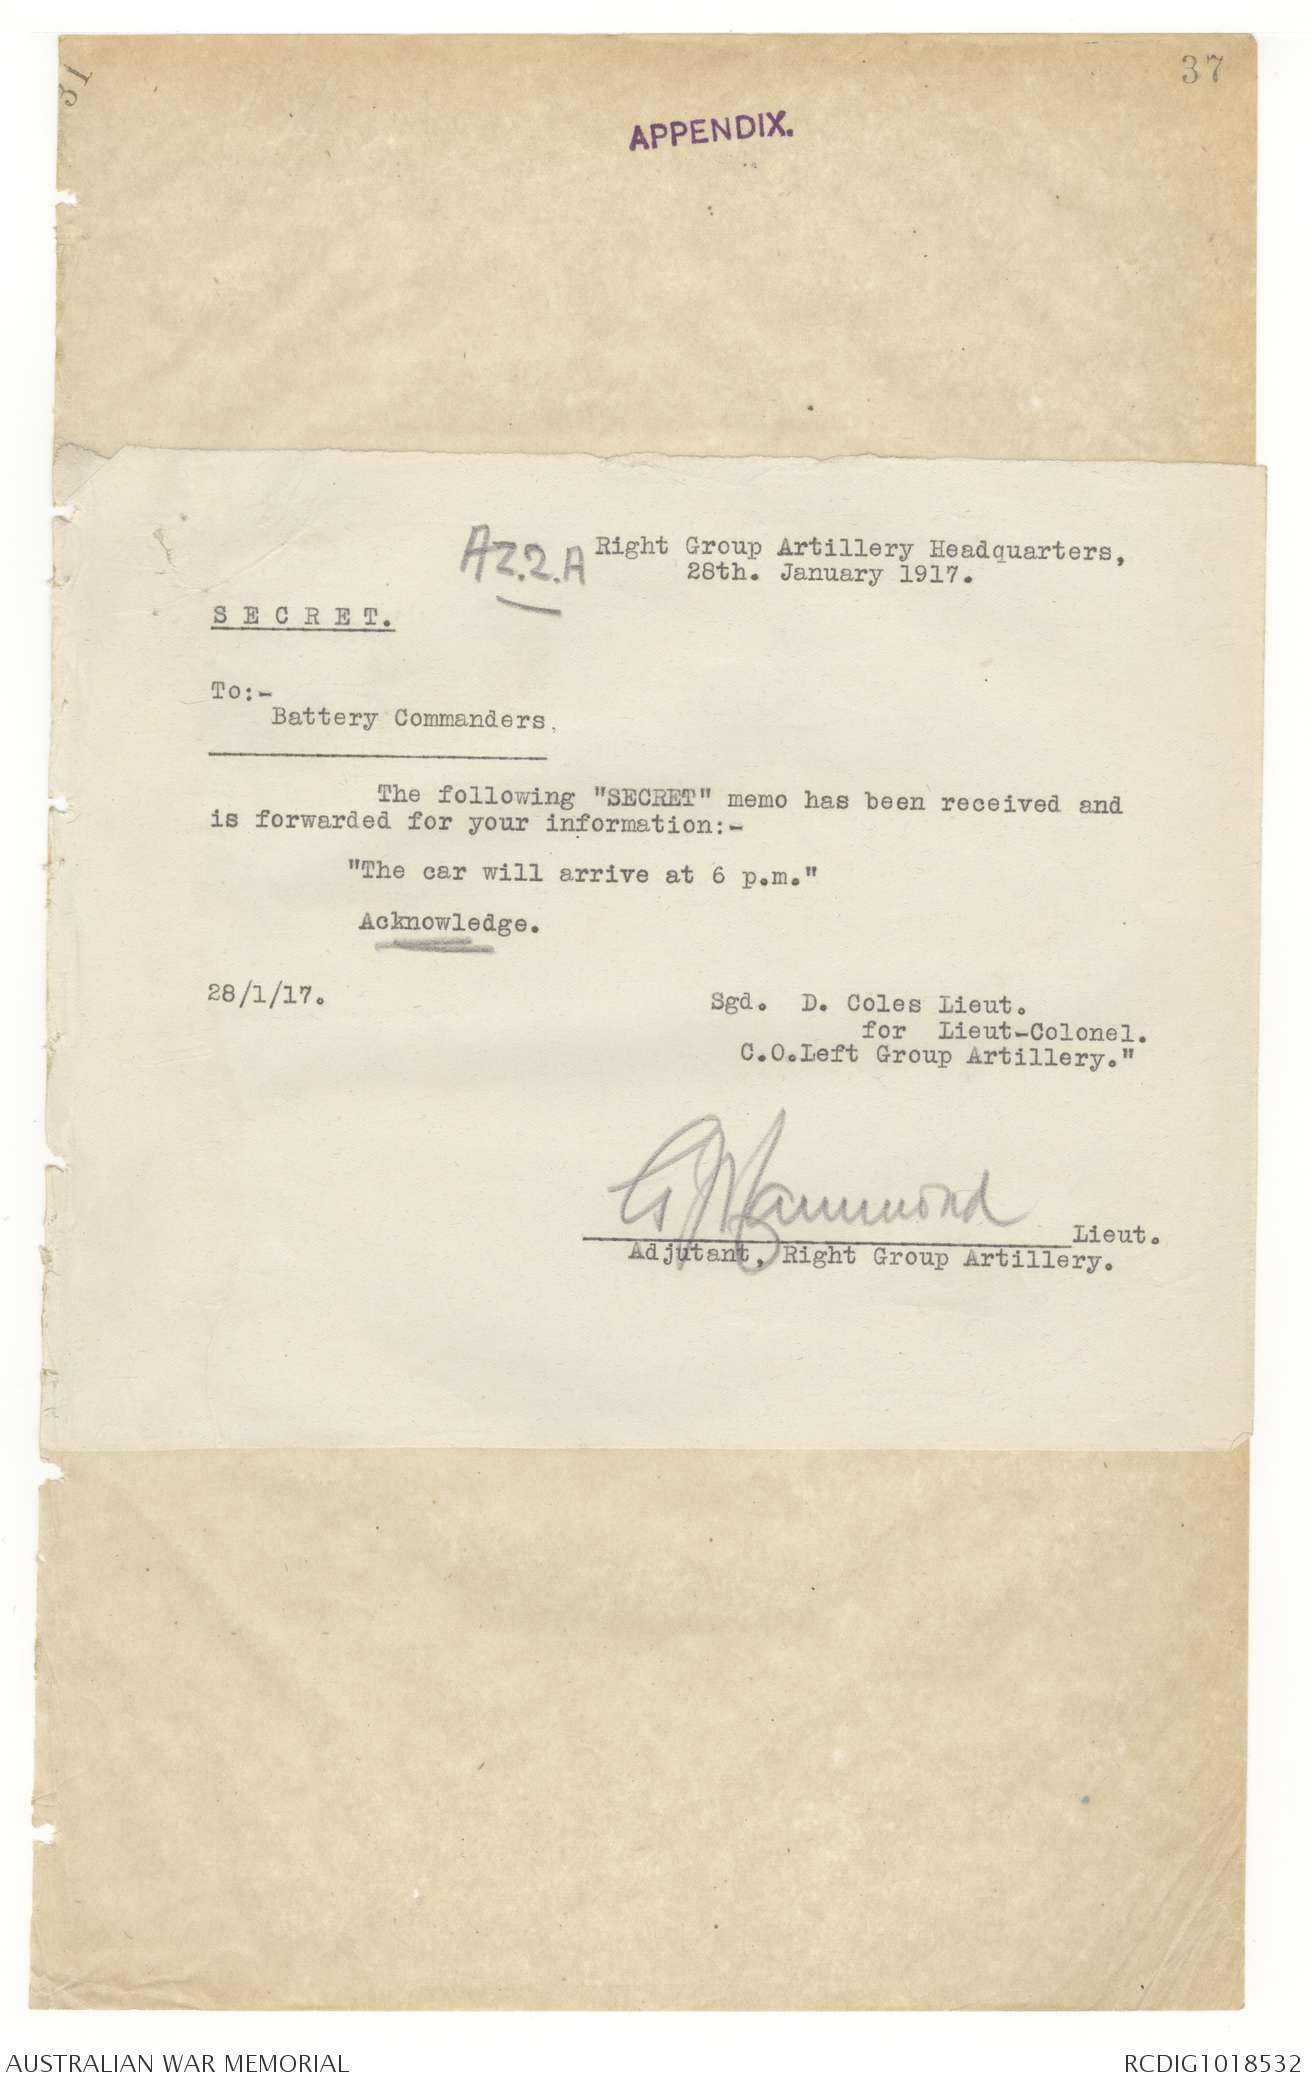 31
37
APPENDIX.
A22.A
Right Group Artillery Headquarters,
28th. January 1917.
S E C R E T.
To:-
Battery Commanders.
The following "SECRET" memo has been received and
is forwarded for your information:-
"The car will arrive at 6 p.m."
Acknowledge.
28/1/17.
Sgd. D. Coles Lieut.
for Lieut-Colonel.
C.O.Left Group Artillery."
Hammond
Lieut.
Adjutant, Right Group Artillery.
AUSTRALIAN WAR MEMORIAL
RCDIG1018532